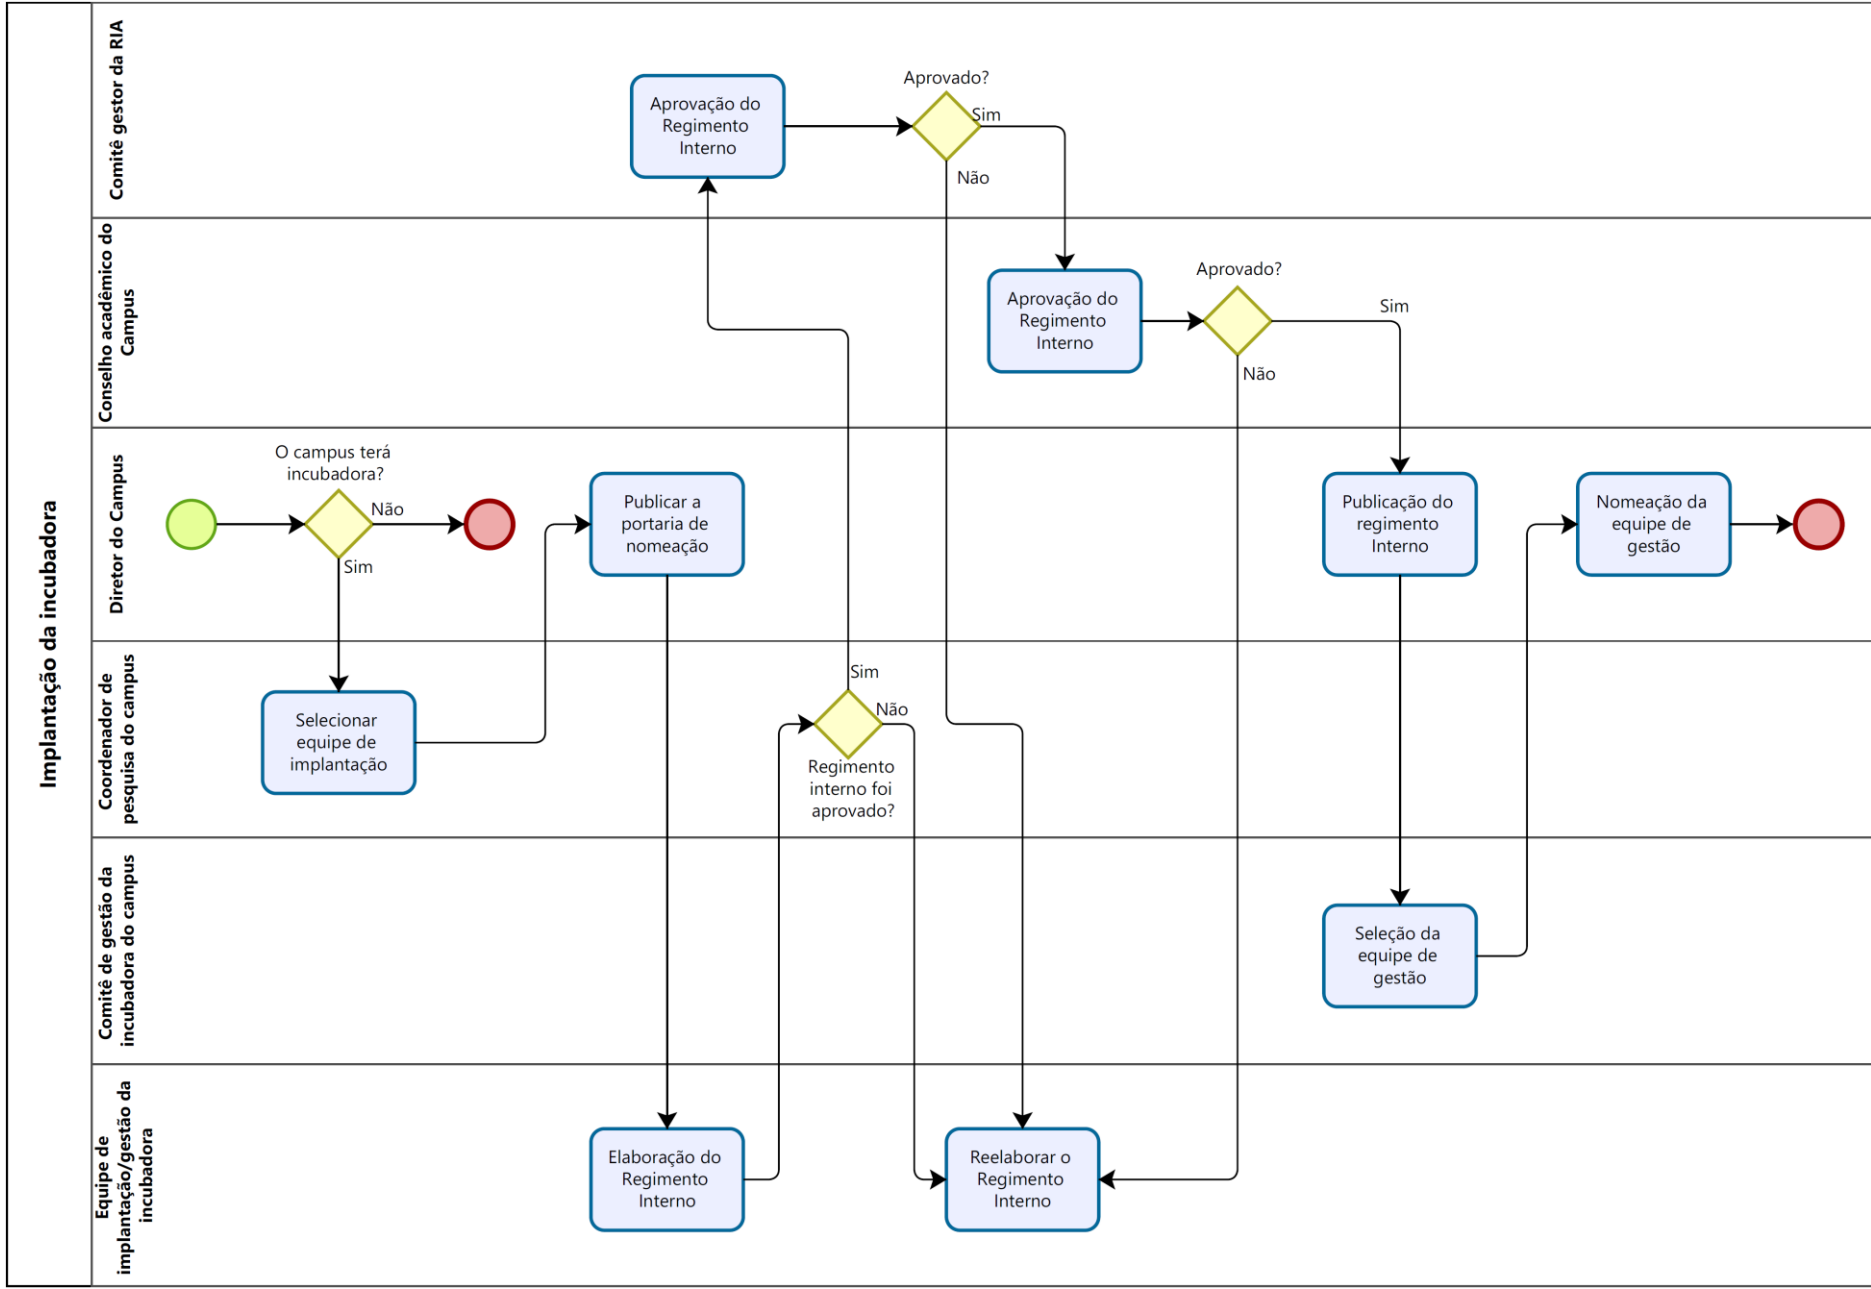 Implantação da incubadora
Comitê gestor da RIA
Aprovação do
Regimento
Interno
Aprovado?
Sim
Não
Conselho acadêmico do
Campus
Aprovação do
Regimento
Interno
Aprovado?
Sim
Não
Diretor do Campus
O campus terá
incubadora?
Não
Sim
Publicar a
portaria de
nomeação
Publicação do
regimento
Interno
Nomeação da
equipe de
gestão
Coordenador de
pesquisa do campus
Selecionar
equipe de
implantação
Sim
Não
Regimento
interno foi
aprovado?
Comitê de gestão da
incubadora do campus
Seleção da
equipe de
gestão
Equipe de
implantação/gestão da
incubadora
Elaboração do
Regimento
Interno
Reelaborar o
Regimento
Interno